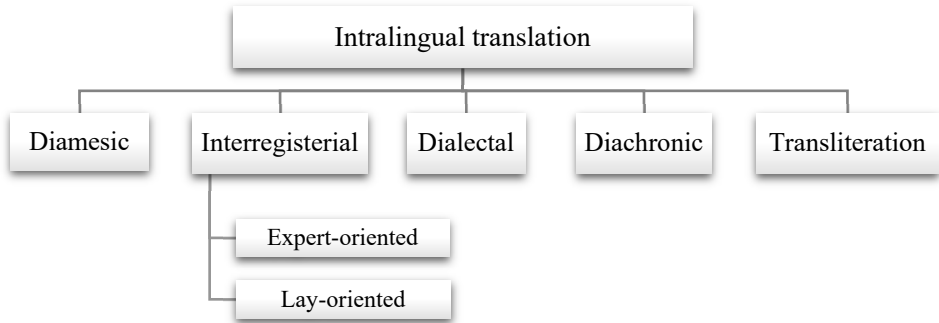 Intralingual translation
Diamesic
Interregisterial
Dialectal
Diachronic
Transliteration
Expert-oriented
Lay-oriented